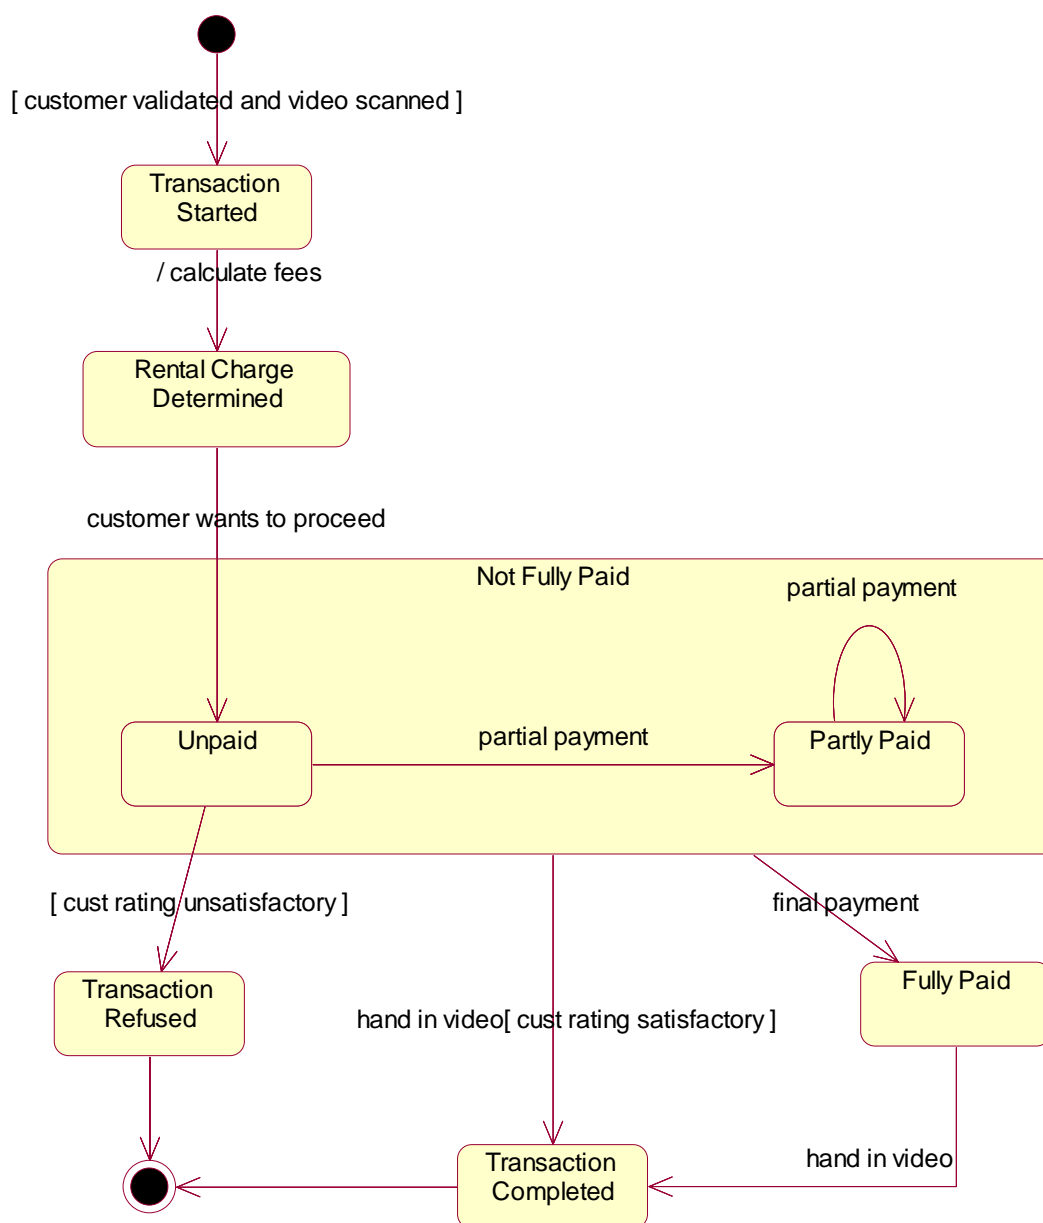 [ customer validated and video scanned ]
Transaction
Started
/ calculate fees
Rental Charge
Determined
customer wants to proceed
Not Fully Paid
partial payment
Unpaid
partial payment
Partly Paid
[ cust rating unsatisfactory ]
final payment
Transaction
Refused
Fully Paid
hand in video[ cust rating satisfactory ]
hand in video
Transaction
Completed